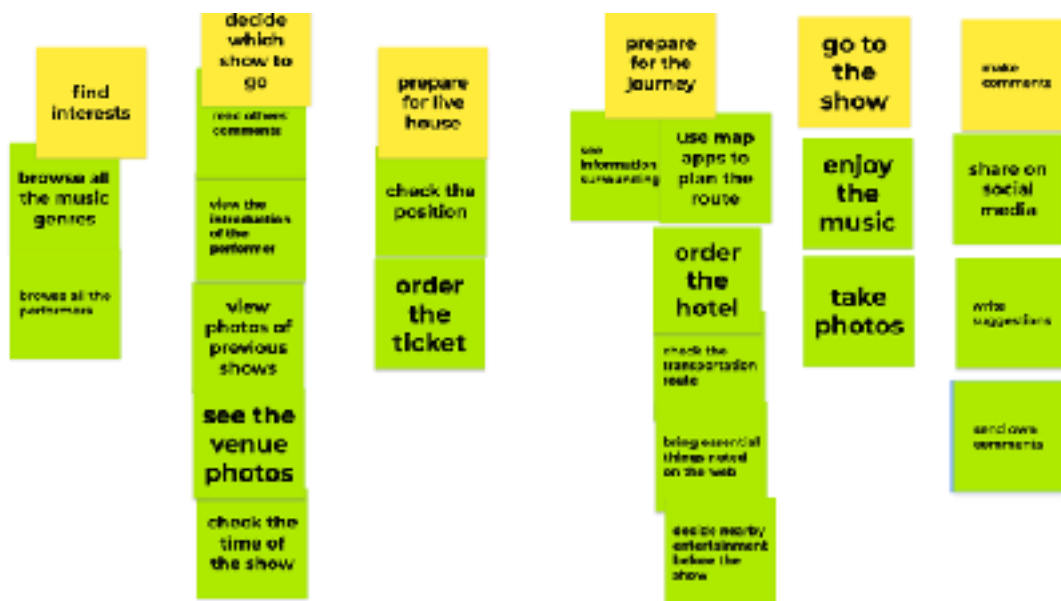 find
interests
browse all
the music
genres
browse all the
performers
decide
which
show to
go
read others
comments
view the
introduction
of the
performer
view
photos of
previous
shows
see the
venue
photos
check the
time of
the show
prepare
for live
house
check the
position
order
the
ticket
prepare
for the
journey
see
information
surrounding
use map
apps to
plan the
route
order
the
hotel
check the
transportation
route
bring essential
things noted
on the web
decide nearby
entertainment
before the
show
go to
the
show
enjoy
the
music
take
photos
make
comments
share on
social
media
write
suggestions
send own
comments